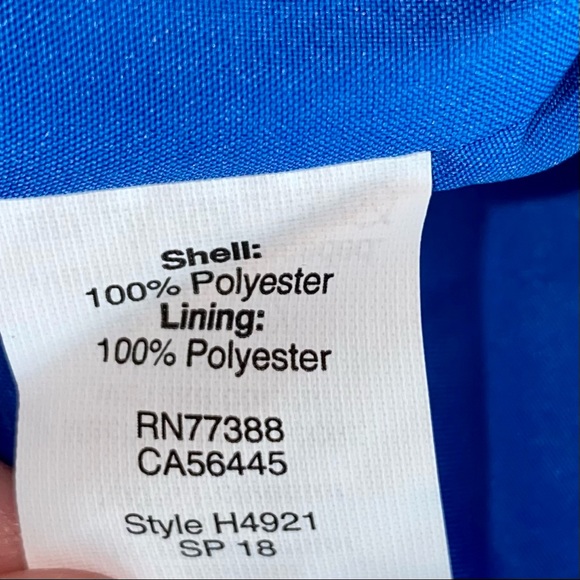 Shell:
100% Polyester
Lining:
100% Polyester
RN77388
CA56445
Style H4921
SP 18